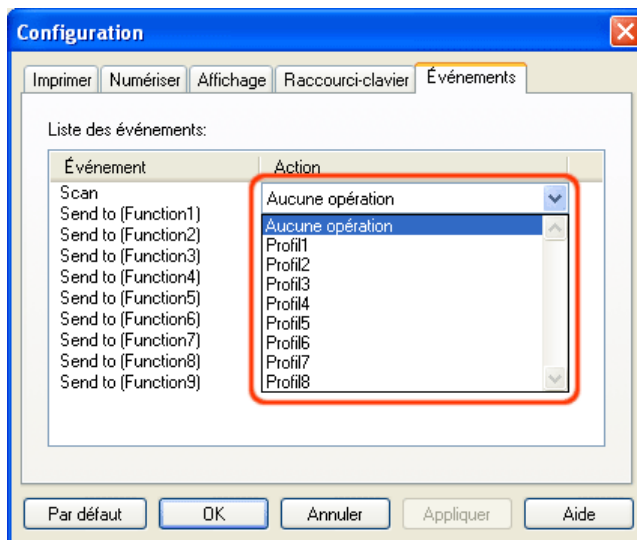 Configuration
Imprimer Numériser Affichage Raccourci-clavier Événements
Liste des événements:
Événement Action
Scan Aucune opération
Send to (Function1) Aucune opération
Send to (Function2) Profil1
Send to (Function3) Profil2
Send to (Function4) Profil3
Send to (Function5) Profil4
Send to (Function6) Profil5
Send to (Function7) Profil6
Send to (Function8) Profil7
Send to (Function9) Profil8
Par défaut OK Annuler Appliquer Aide